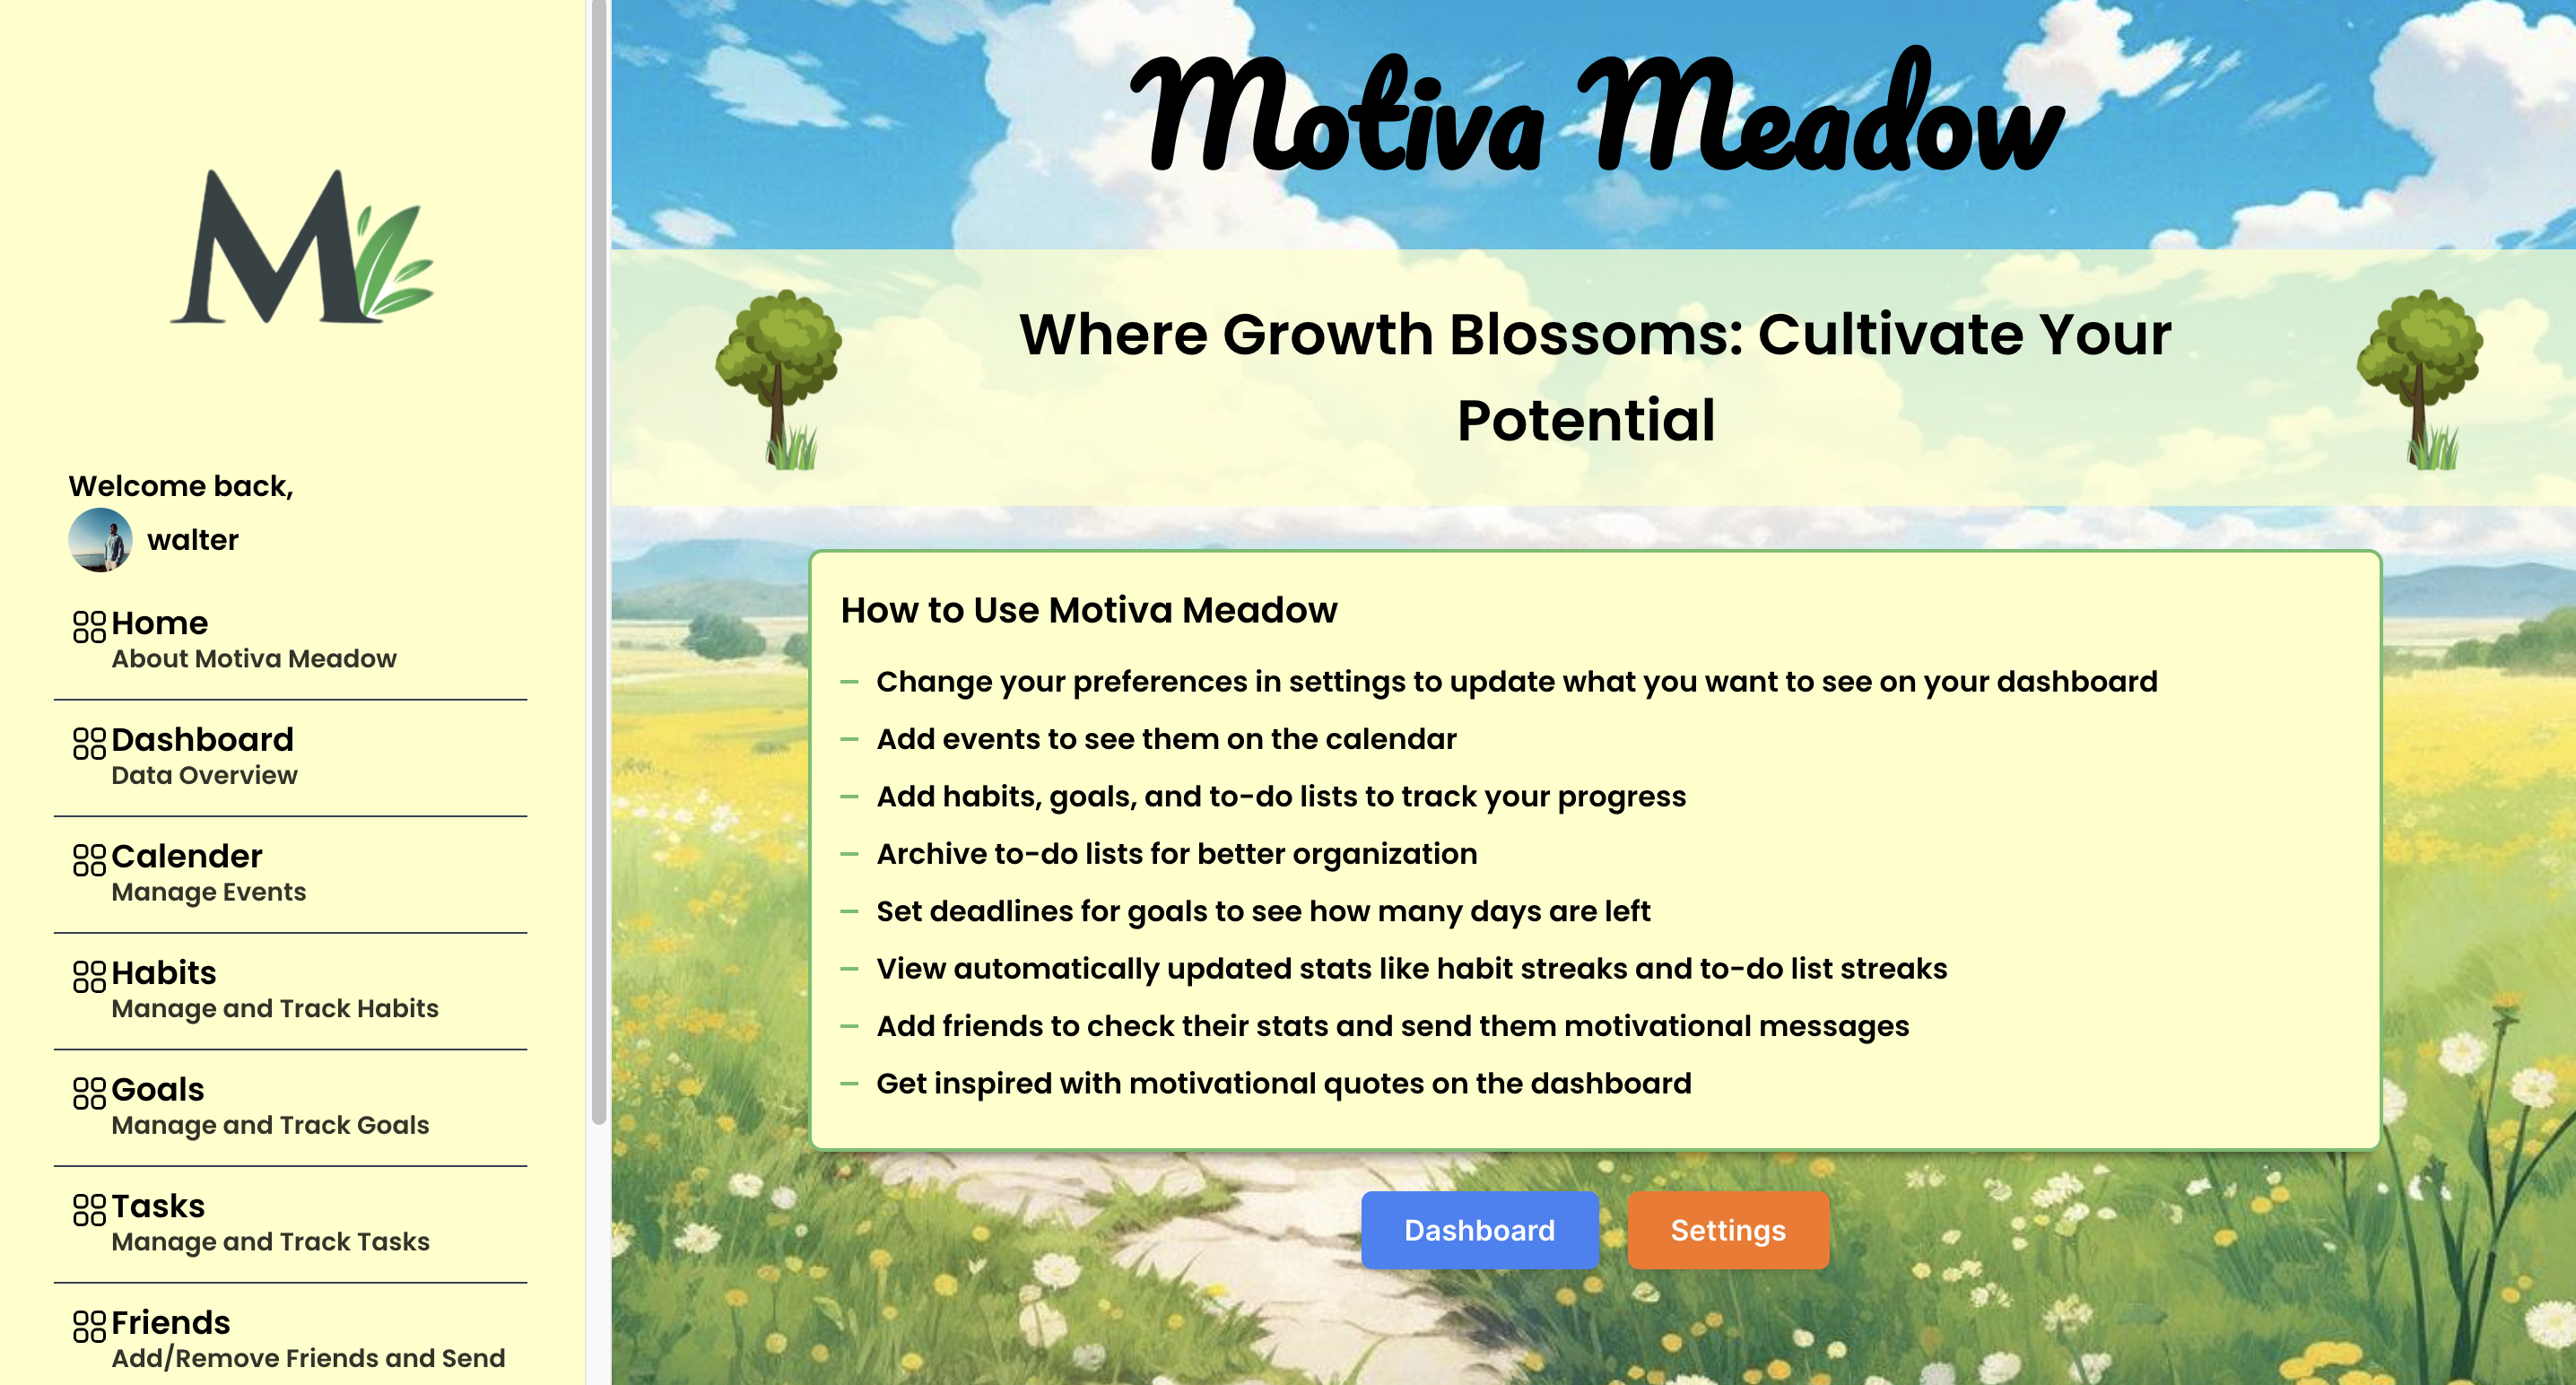 M
Welcome back,
walter
Home
About Motiva Meadow
Dashboard
Data Overview
Calender
Manage Events
Habits
Manage and Track Habits
Goals
Manage and Track Goals
Tasks
Manage and Track Tasks
Friends
Add/Remove Friends and Send
Motiva Meadow
Where Growth Blossoms: Cultivate Your
Potential
How to Use Motiva Meadow
– Change your preferences in settings to update what you want to see on your dashboard
– Add events to see them on the calendar
– Add habits, goals, and to-do lists to track your progress
– Archive to-do lists for better organization
– Set deadlines for goals to see how many days are left
– View automatically updated stats like habit streaks and to-do list streaks
– Add friends to check their stats and send them motivational messages
– Get inspired with motivational quotes on the dashboard
Dashboard
Settings